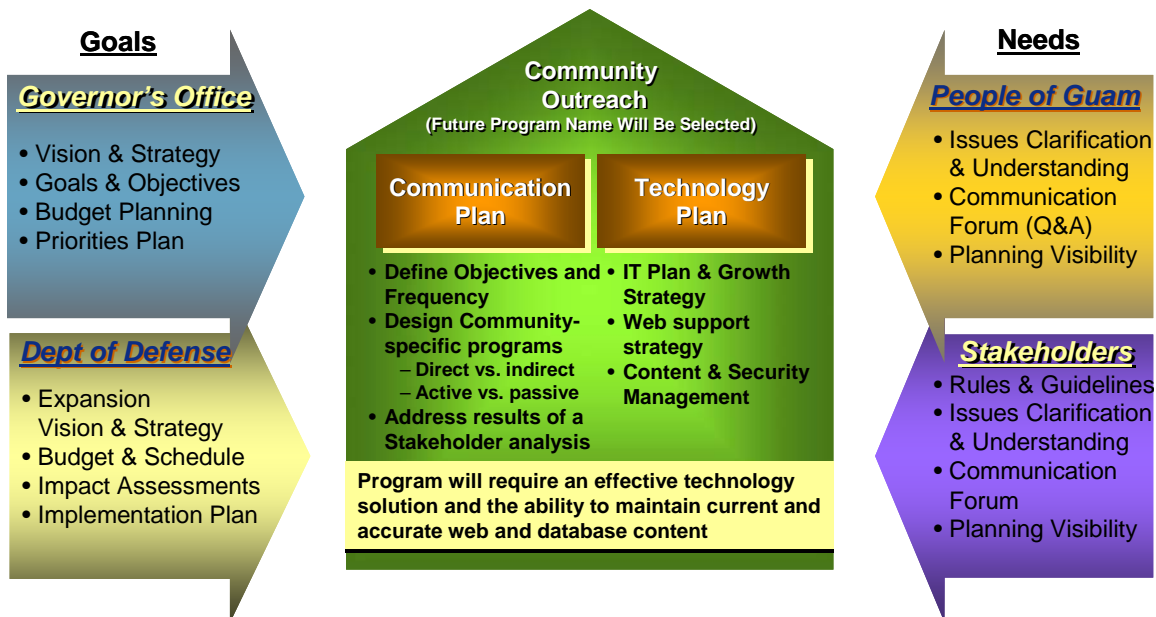 Goals
Governor's Office
• Vision & Strategy
• Goals & Objectives
• Budget Planning
• Priorities Plan
Dept of Defense
• Expansion
Vision & Strategy
• Budget & Schedule
• Impact Assessments
• Implementation Plan
Community
Outreach
(Future Program Name Will Be Selected)
Communication
Plan
• Define Objectives and
Frequency
• Design Community-
specific programs
– Direct vs. indirect
– Active vs. passive
• Address results of a
Stakeholder analysis
Technology
Plan
• IT Plan & Growth
Strategy
• Web support
strategy
• Content & Security
Management
Program will require an effective technology
solution and the ability to maintain current and
accurate web and database content
Needs
People of Guam
• Issues Clarification
& Understanding
• Communication
Forum (Q&A)
• Planning Visibility
Stakeholders
• Rules & Guidelines
• Issues Clarification
& Understanding
• Communication
Forum
• Planning Visibility